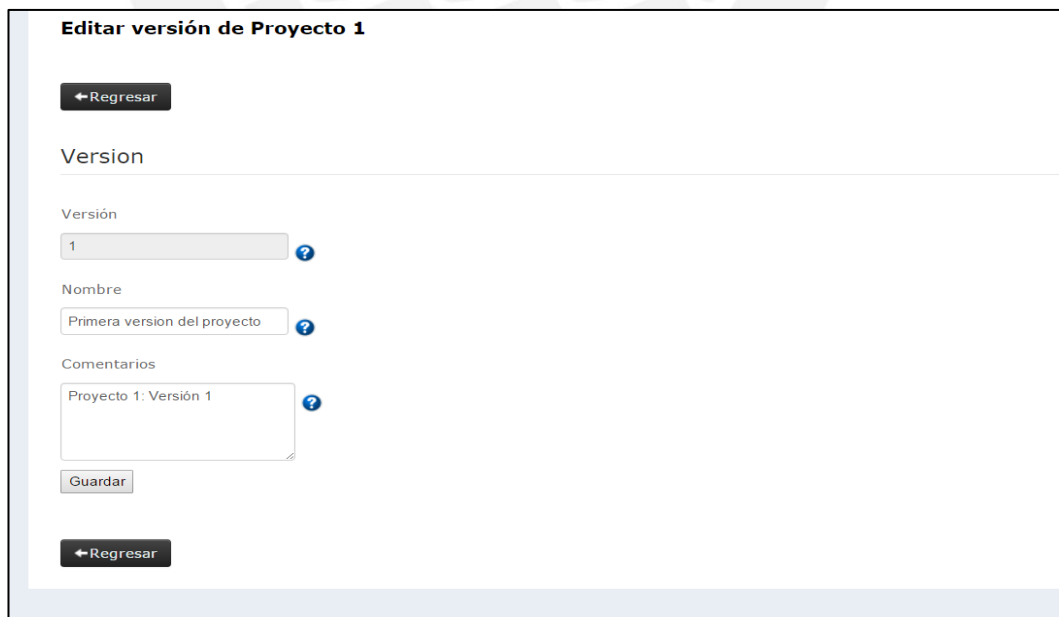 Editar versión de Proyecto 1
Regresar
Version
Versión
1
?
Nombre
Primera version del proyecto
?
Comentarios
Proyecto 1: Versión 1
?
Guardar
Regresar